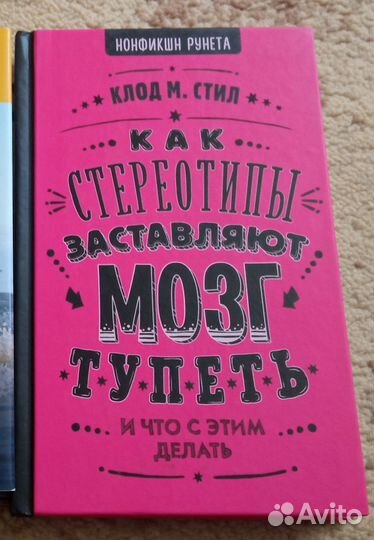 НОНФИКШН РУНЕТА
КЛОД М. СТИЛ
КАК
СТЕРЕОТИПЫ
ЗАСТАВЛЯЮТ
МОЗГ
ТУПЕТЬ
И ЧТО С ЭТИМ
ДЕЛАТЬ
Avito